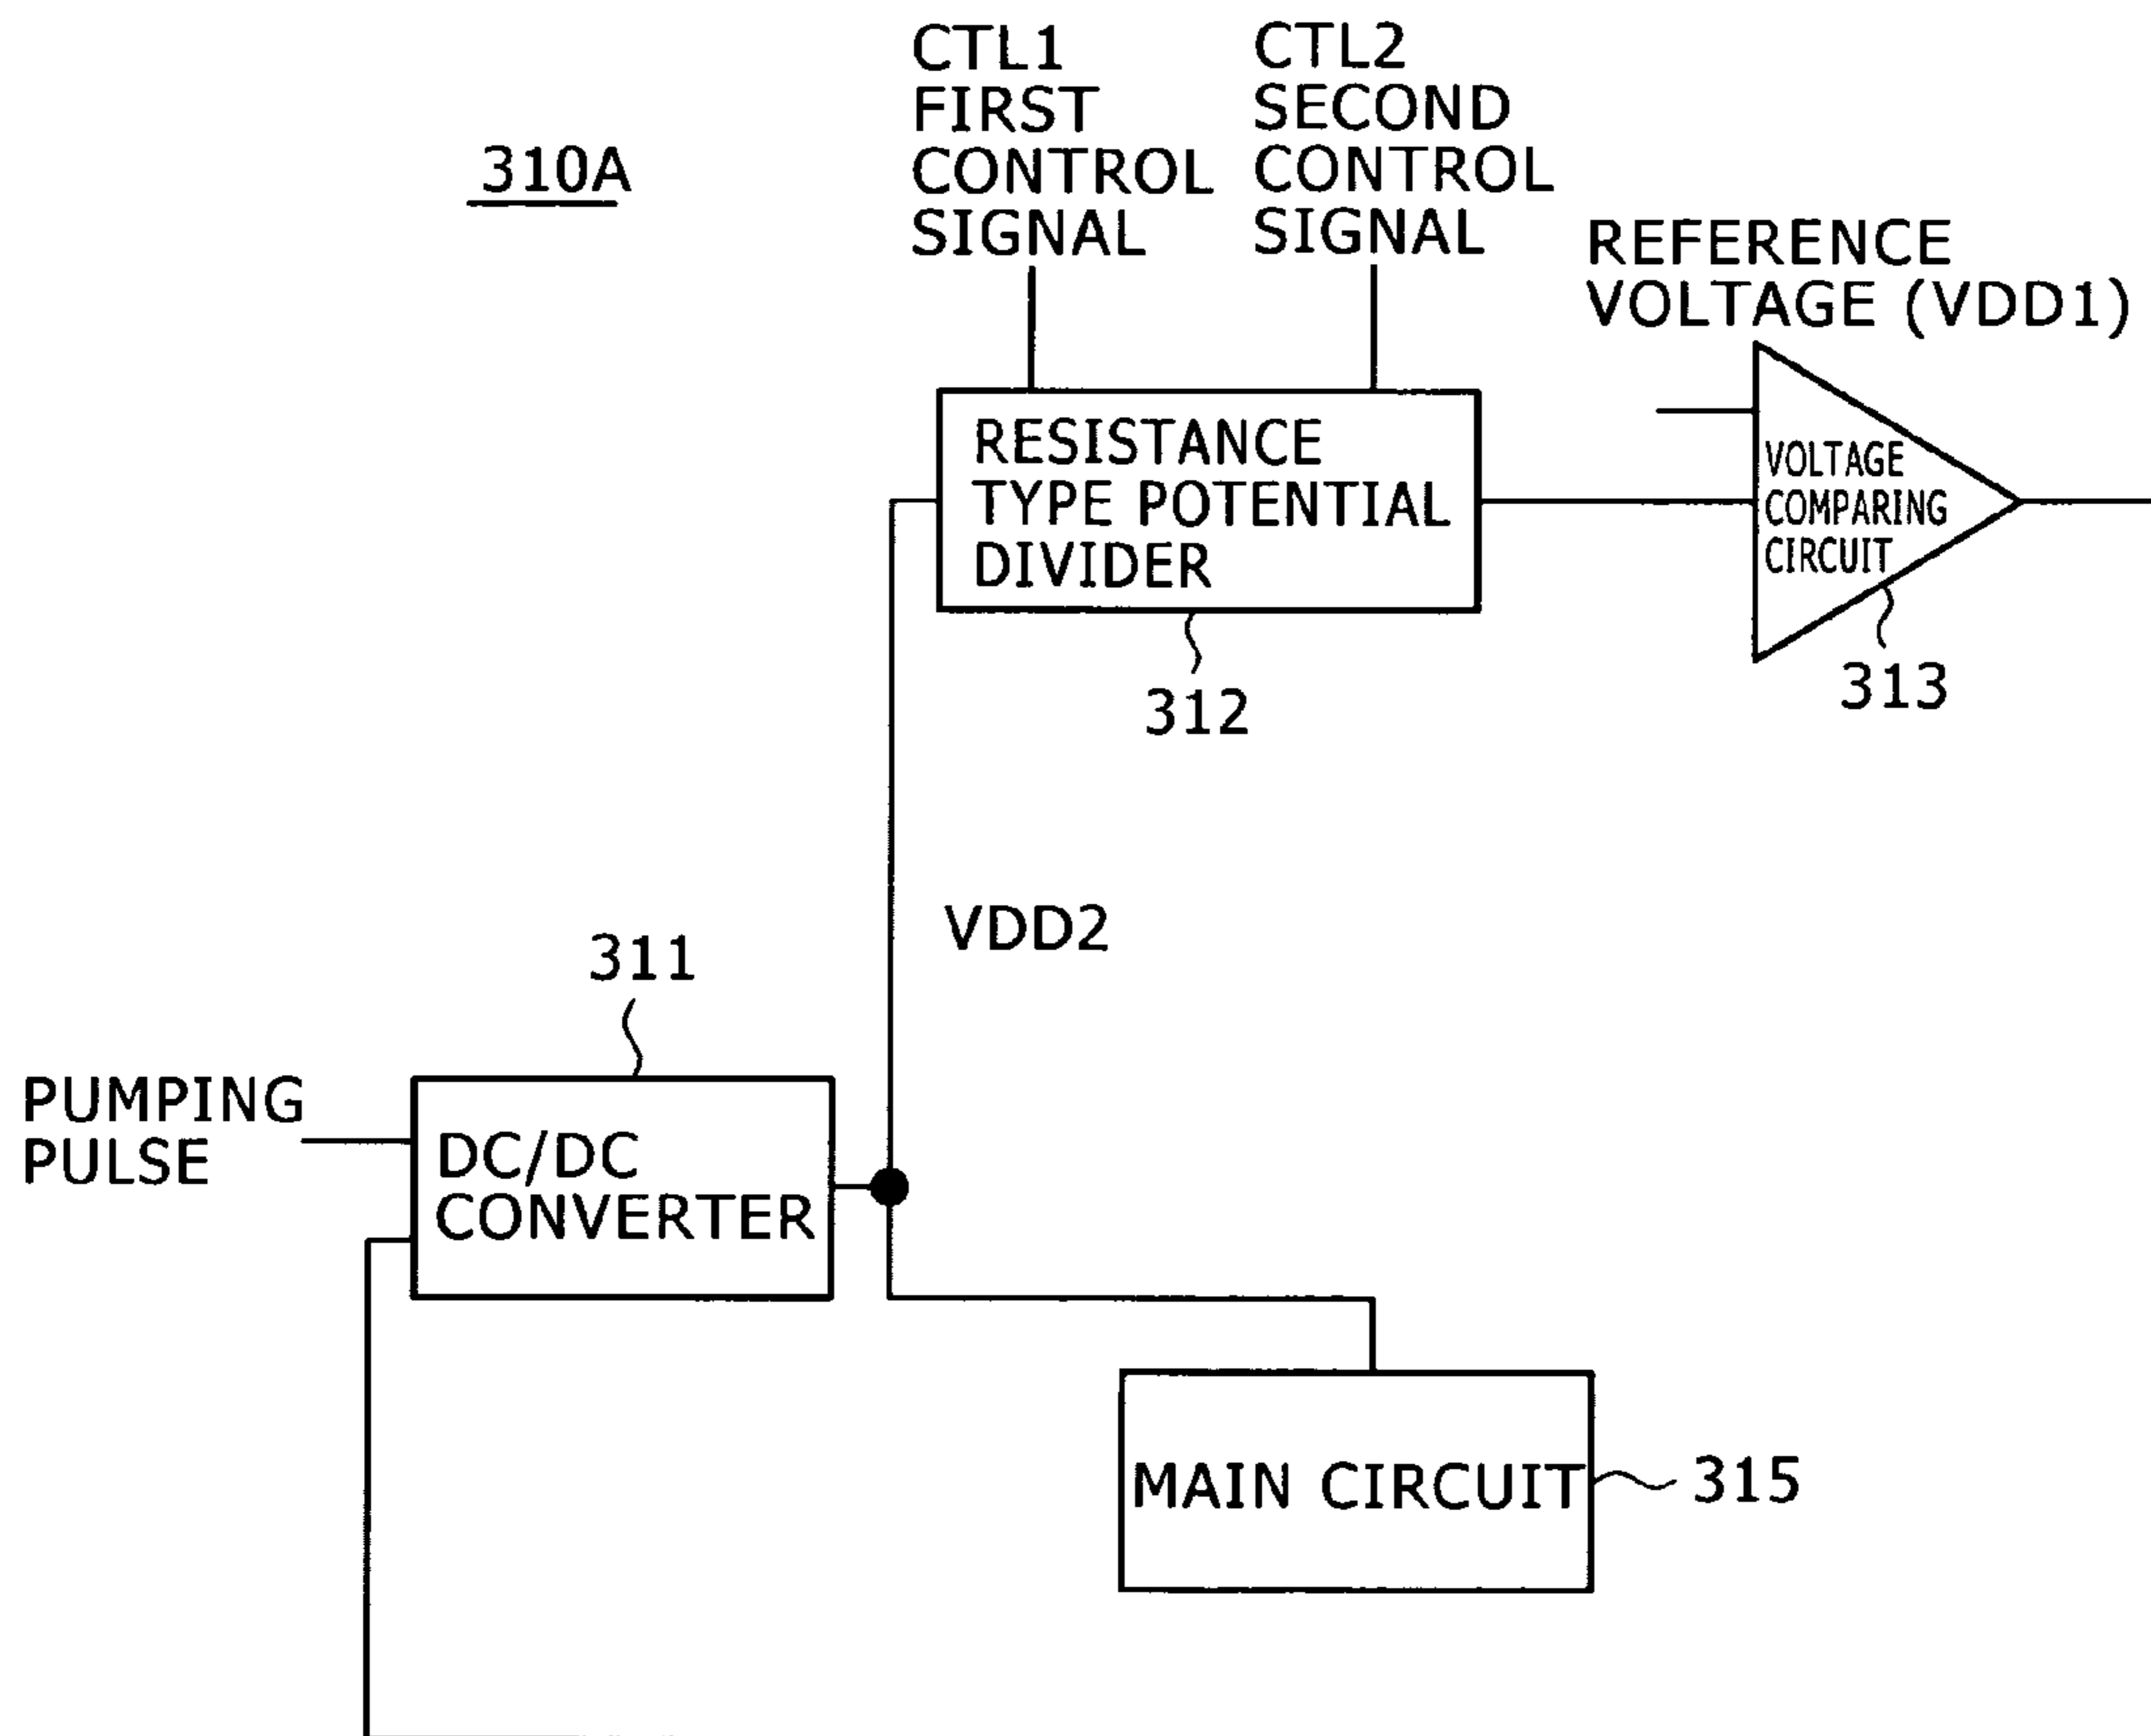 310A
CTL1
FIRST
CONTROL
SIGNAL
CTL2
SECOND
CONTROL
SIGNAL
REFERENCE
VOLTAGE (VDD1)
RESISTANCE
TYPE POTENTIAL
DIVIDER
VOLTAGE
COMPARING
CIRCUIT
312
313
VDD2
311
PUMPING
PULSE
DC/DC
CONVERTER
MAIN CIRCUIT
315